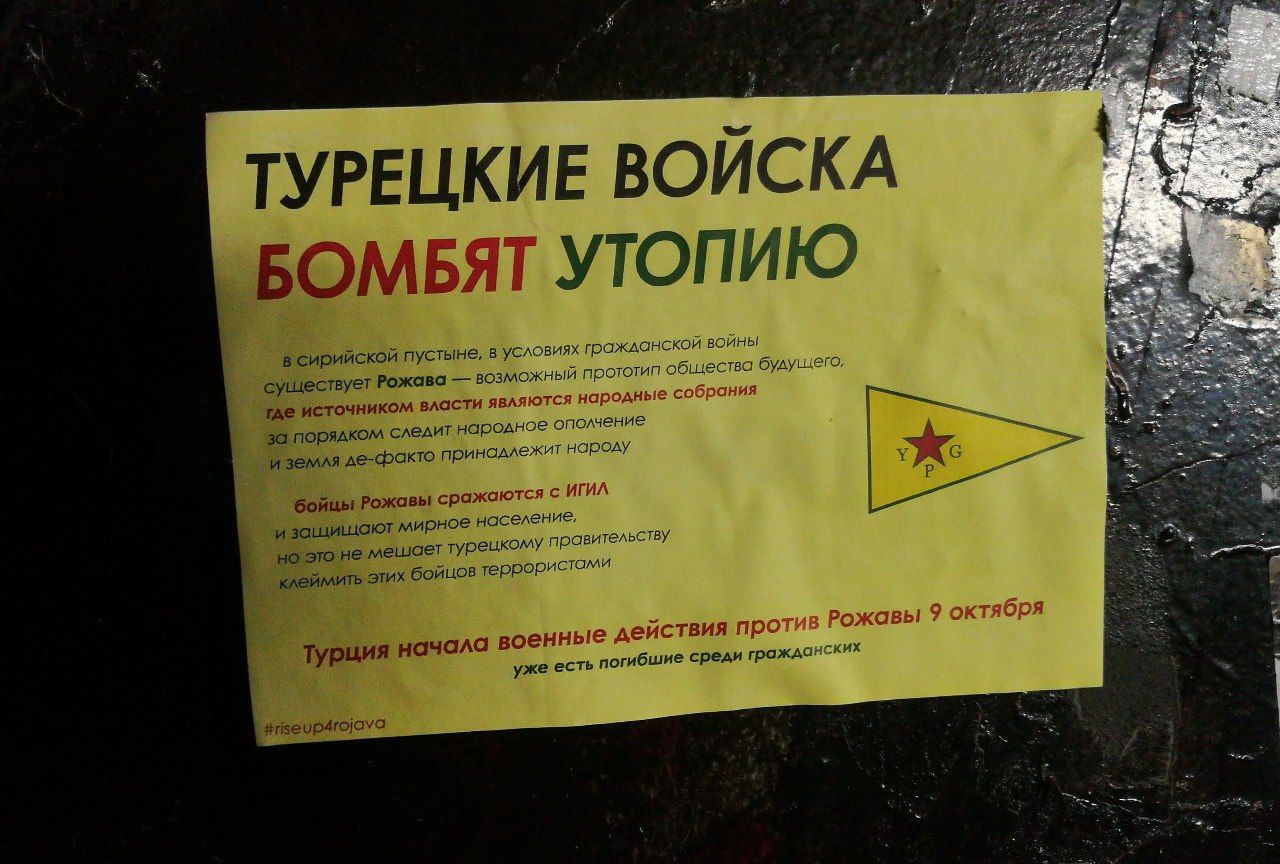 ТУРЕЦКИЕ ВОЙСКА
БОМБЯТ УТОПИЮ
в сирийской пустыне, в условиях гражданской войны
существует Рожава — возможный прототип общества будущего,
где источником власти являются народные собрания
за порядком следит народное ополчение
и земля де-факто принадлежит народу
бойцы Рожавы сражаются с ИГИЛ
и защищают мирное население,
но это не мешает турецкому правительству
клеймить этих бойцов террористами
Y P G
Турция начала военные действия против Рожавы 9 октября
уже есть погибшие среди гражданских
#riseup4rojava